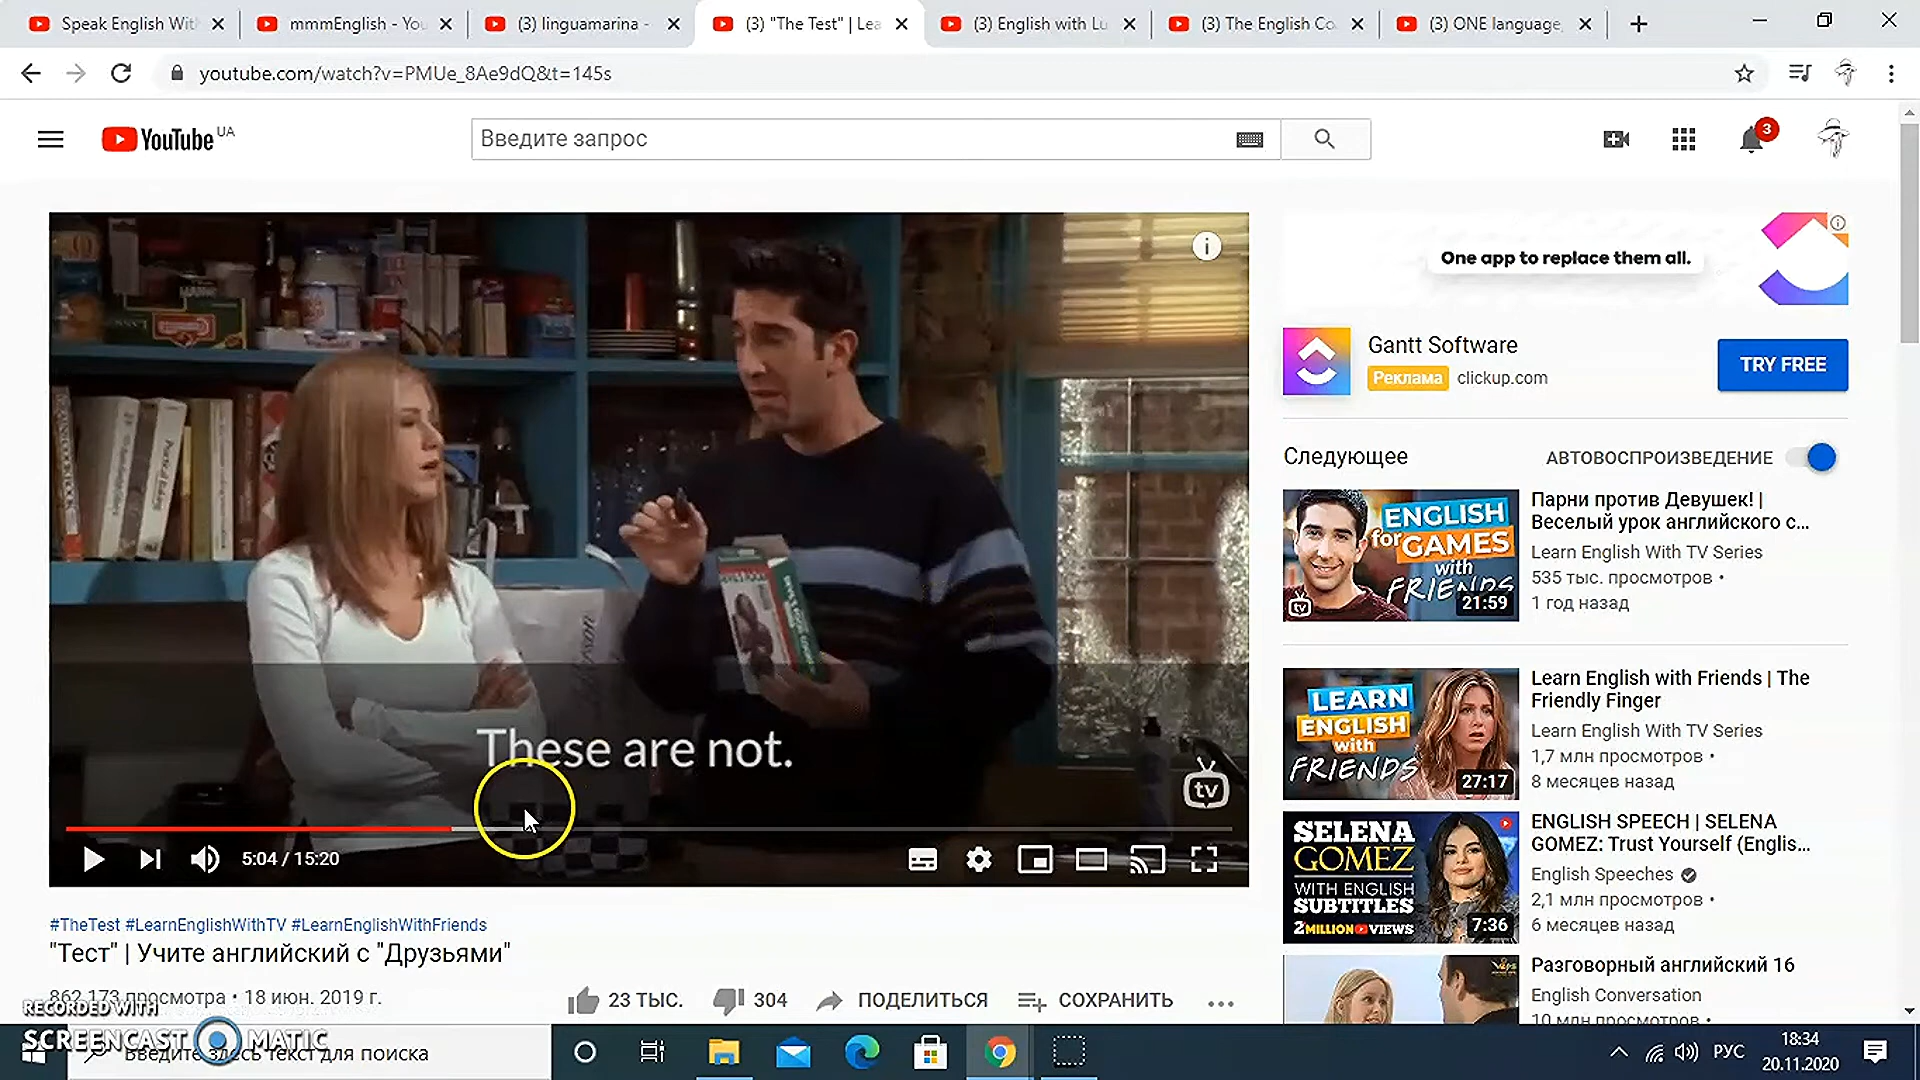 Speak English Wit
mmmEnglish - You
(3) linguamarina -
(3) "The Test" | Lea
(3) English with Lu
(3) The English Co
(3) ONE language,
youtube.com/watch?v=PMUe_8Ae9dQ&t=145s
YouTube UA
Введите запрос
3
One app to replace them all.
Gantt Software
Реклама clickup.com
TRY FREE
These are not.
tv
5:04 / 15:20
Следующее
АВТОВОСПРОИЗВЕДЕНИЕ
ENGLISH
for GAMES
with
FRIENDS
tv
21:59
Парни против Девушек! |
Веселый урок английского с...
Learn English With TV Series
535 тыс. просмотров •
1 год назад
LEARN
ENGLISH
with
FRIENDS
27:17
Learn English with Friends | The
Friendly Finger
Learn English With TV Series
1,7 млн просмотров •
8 месяцев назад
SELENA
GOMEZ
WITH ENGLISH
SUBTITLES
2MILLION VIEWS
7:36
ENGLISH SPEECH | SELENA
GOMEZ: Trust Yourself (Englis...
English Speeches
2,1 млн просмотров •
6 месяцев назад
Разговорный английский 16
English Conversation
10 млн просмотров •
#TheTest #LearnEnglishWithTV #LearnEnglishWithFriends
"Тест" | Учите английский с "Друзьями"
862 173 просмотра • 18 июн. 2019 г.
23 ТЫС.
304
ПОДЕЛИТЬСЯ
СОХРАНИТЬ
RECORDED WITH
SCREENCAST MATIC
Введите здесь текст для поиска
РУС
18:34
20.11.2020